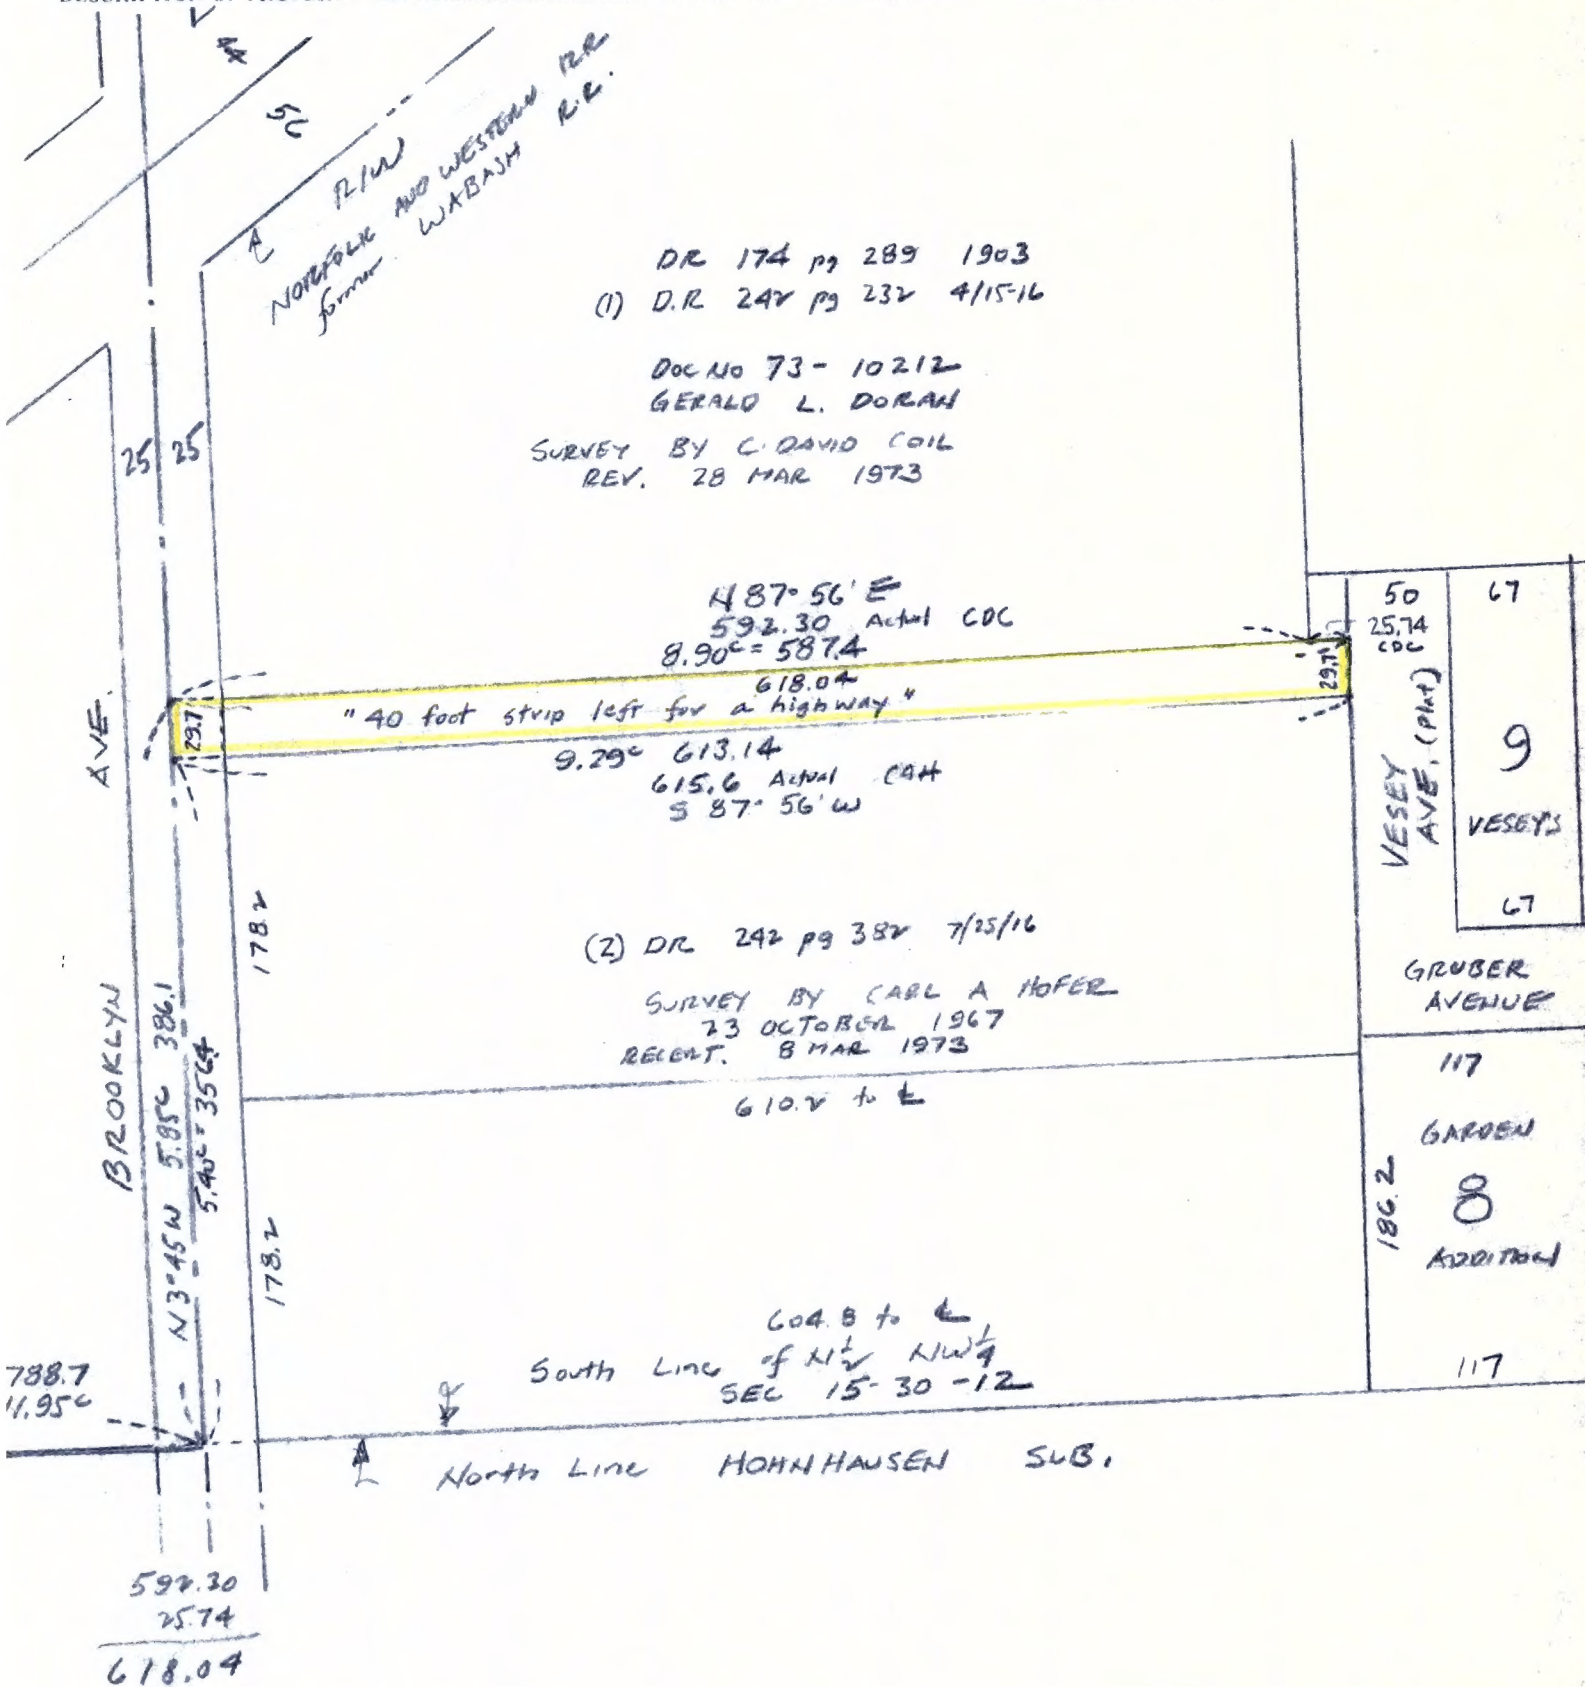 44
56
R/W
NORFOLK AND WESTERN RR
former WABASH R.R.
DR 174 pg 289 1903
(1) D.R 242 pg 232 4/15-16
Doc No 73-10212
GERALD L. DORAN
SURVEY BY C. DAVID COIL
REV. 28 MAR 1973
25 25
N 87° 56' E
592.30 Actual CDC
8.90c = 587.4
618.04
"40 foot strip left for a highway"
29.7
29.7
9.29c 613.14
615.6 Actual CAH
S 87° 56' W
50
25.74
CDC
67
VESEY
AVE. (Plat)
9
VESEY'S
67
GRUBER
AVENUE
BROOKLYN AVE.
178.2
(2) DR 242 pg 382 7/25/16
SURVEY BY CARL A HOFER
23 OCTOBER 1967
RECERT. 8 MAR 1973
610.2 to ℄
N 3° 45 W 5.85c 386.1
5.40c = 356.4
178.2
117
GARDEN
8
ADDITION
186.2
117
604.8 to ℄
South Line of N½ NW¼
SEC 15-30-12
788.7
11.95c
North Line HOHNHAUSEN SUB.
592.30
25.74
618.04